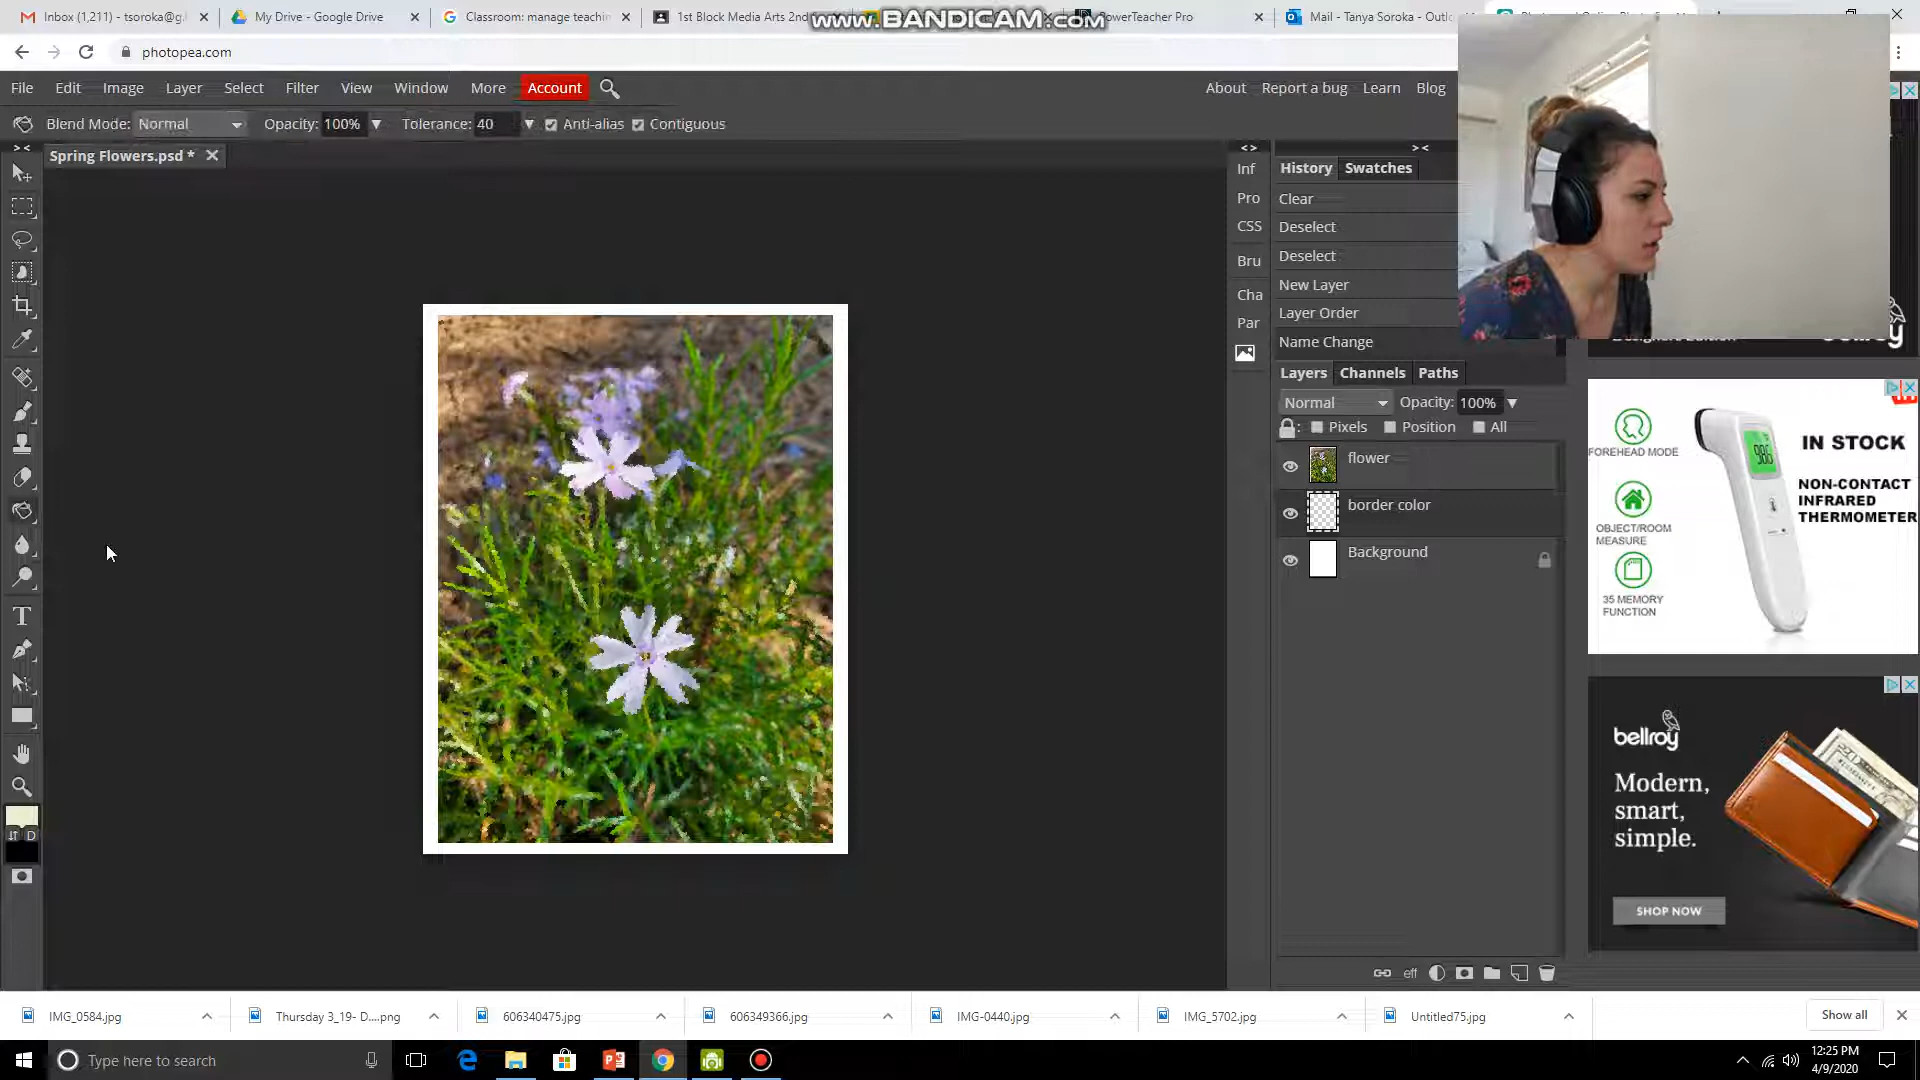 Inbox (1,211) - tsoroka@g.
My Drive - Google Drive
Classroom: manage teachin
1st Block Media Arts 2nd
WWW.BANDICAM.COM
PowerTeacher Pro
Mail - Tanya Soroka - Outlo
photopea.com
File Edit Image Layer Select Filter View Window More Account
About Report a bug Learn Blog
Blend Mode: Normal Opacity: 100% Tolerance: 40 Anti-alias Contiguous
Spring Flowers.psd *
Inf
Pro
CSS
Bru
Cha
Par
History Swatches
Clear
Deselect
Deselect
New Layer
Layer Order
Name Change
Layers Channels Paths
Normal Opacity: 100%
Pixels Position All
flower
border color
Background
eff
T
D
FOREHEAD MODE
OBJECT/ROOM
MEASURE
35 MEMORY
FUNCTION
IN STOCK
NON-CONTACT
INFRARED
THERMOMETER
bellroy
Modern,
smart,
simple.
SHOP NOW
IMG_0584.jpg
Thursday 3_19- D....png
606340475.jpg
606349366.jpg
IMG-0440.jpg
IMG_5702.jpg
Untitled75.jpg
Show all
Type here to search
12:25 PM
4/9/2020